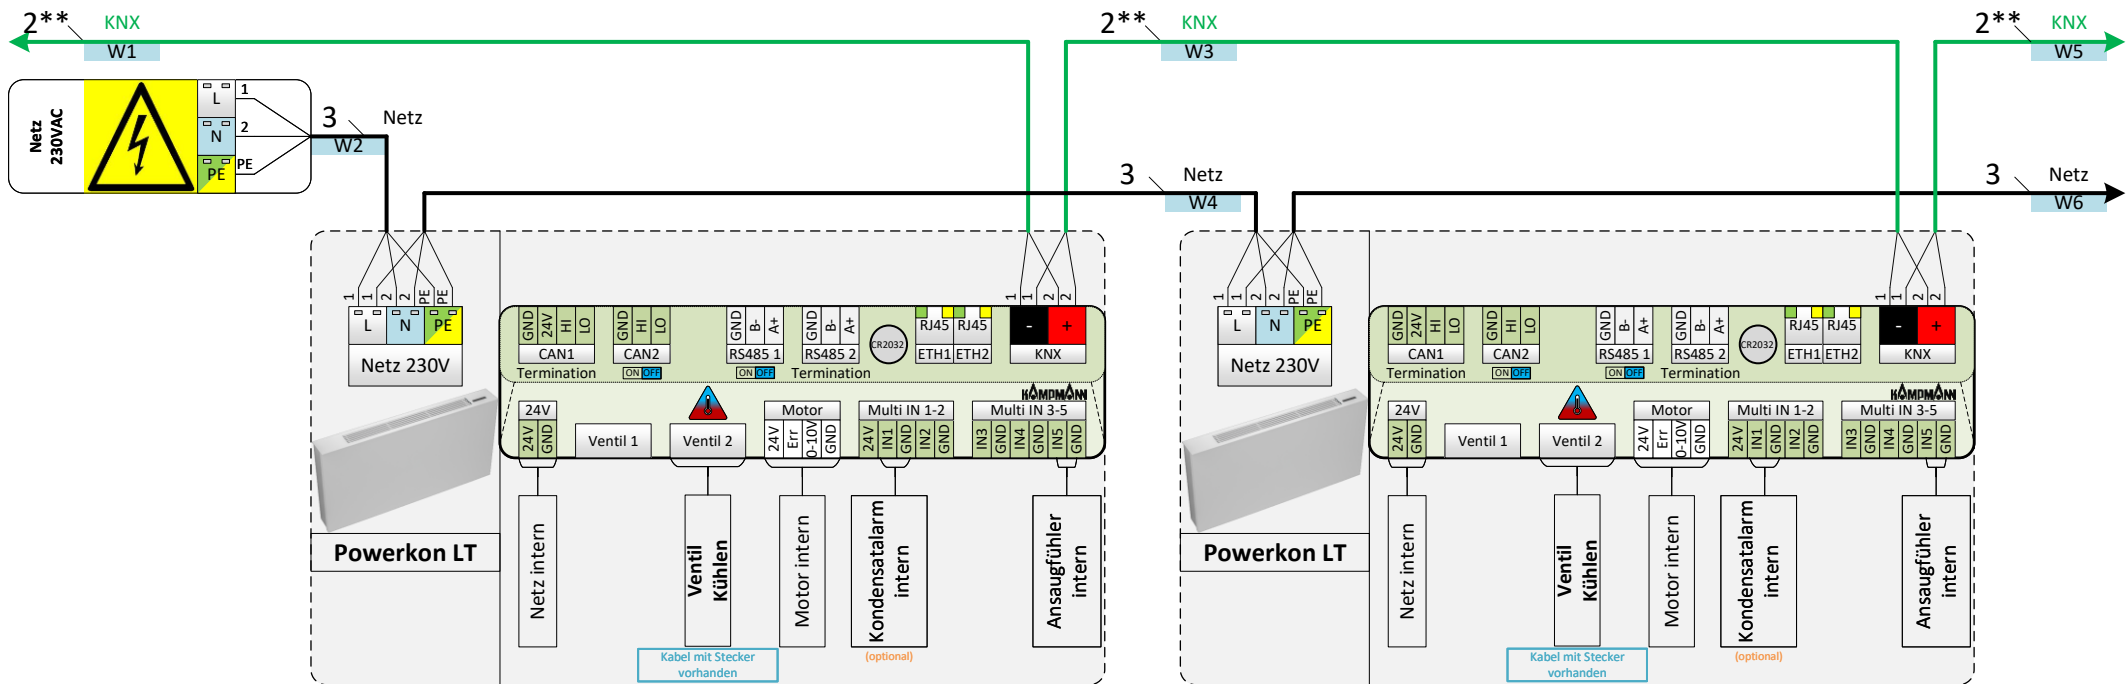 2** KNX
W1
2** KNX
W3
2** KNX
W5
Netz
230VAC
L
N
PE
1
2
PE
3 Netz
W2
3 Netz
W4
3 Netz
W6
1 1 2 2 PE PE
L N PE
Netz 230V
Powerkon LT
GND 24V HI LO
CAN1
GND HI LO
CAN2
GND B- A+
RS485 1
GND B- A+
RS485 2
CR2032
RJ45 RJ45
ETH1 ETH2
1 1 2 2
- +
KNX
Termination
ON OFF
ON OFF
Termination
KAMPMANN
24V
24V GND
Ventil 1
Ventil 2
Motor
24V Err 0-10V GND
Multi IN 1-2
24V IN1 GND IN2 GND
Multi IN 3-5
IN3 GND IN4 GND IN5 GND
Netz intern
Ventil
Kühlen
Motor intern
Kondensatalarm
intern
Ansaugfühler
intern
Kabel mit Stecker
vorhanden
(optional)
1 1 2 2 PE PE
L N PE
Netz 230V
Powerkon LT
GND 24V HI LO
CAN1
GND HI LO
CAN2
GND B- A+
RS485 1
GND B- A+
RS485 2
CR2032
RJ45 RJ45
ETH1 ETH2
1 1 2 2
- +
KNX
Termination
ON OFF
ON OFF
Termination
KAMPMANN
24V
24V GND
Ventil 1
Ventil 2
Motor
24V Err 0-10V GND
Multi IN 1-2
24V IN1 GND IN2 GND
Multi IN 3-5
IN3 GND IN4 GND IN5 GND
Netz intern
Ventil
Kühlen
Motor intern
Kondensatalarm
intern
Ansaugfühler
intern
Kabel mit Stecker
vorhanden
(optional)